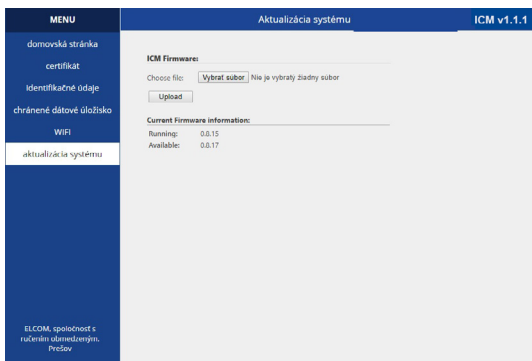 MENU
Aktualizácia systému
ICM v1.1.1
domovská stránka
certifikát
Identifikačné údaje
chránené dátové úložisko
WIFI
aktualizácia systému
ICM Firmware:
Choose file: Vybrať súbor Nie je vybratý žiadny súbor
Upload
Current Firmware information:
Running: 0.0.15
Available: 0.0.17
ELCOM, spoločnosť s
ručením obmedzeným,
Prešov